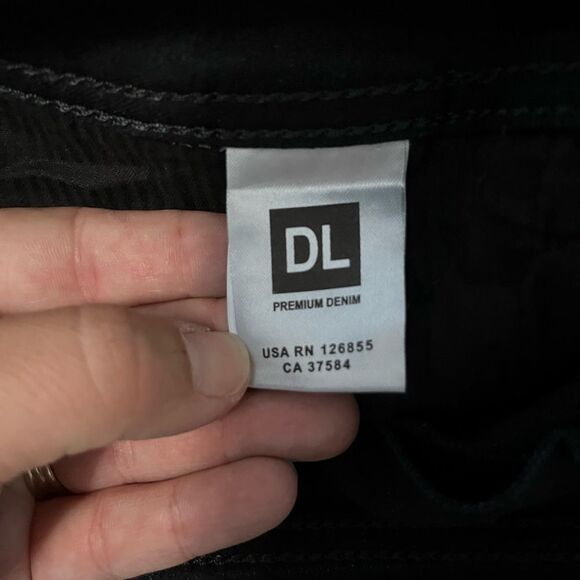 DL
PREMIUM DENIM
USA RN 126855
CA 37584